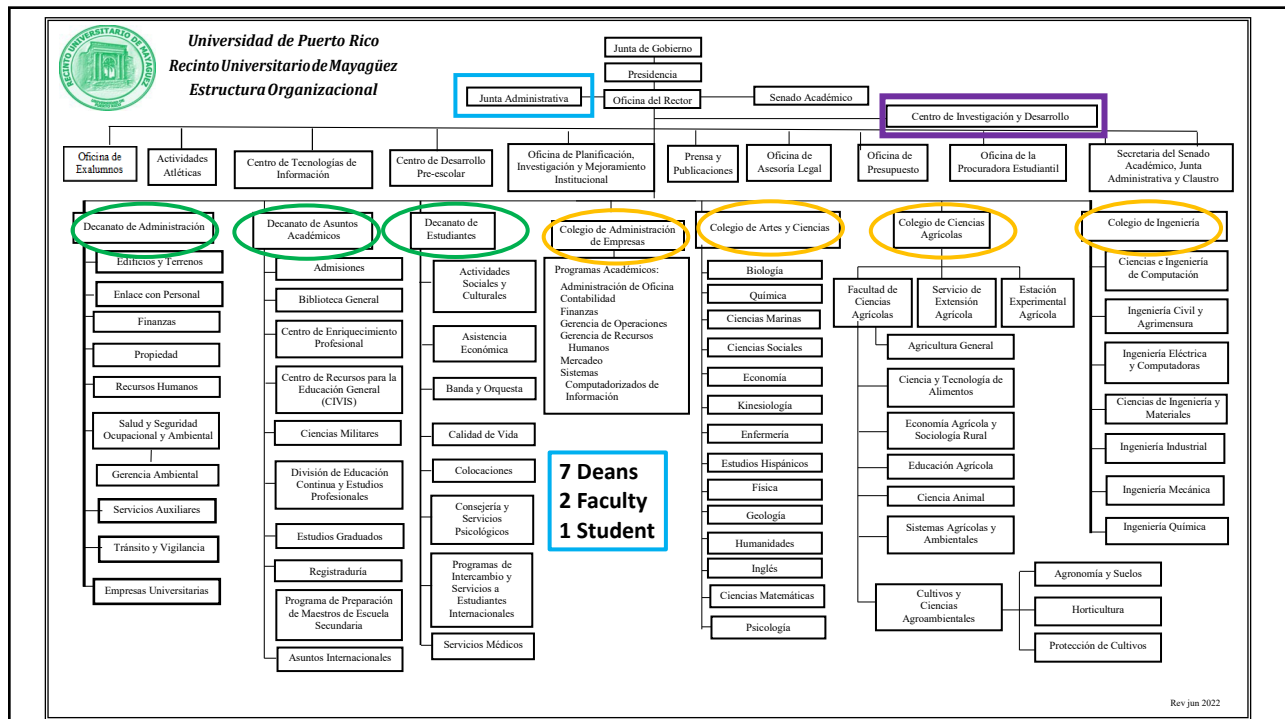 Universidad de Puerto Rico
Recinto Universitario de Mayagüez
Estructura Organizacional
RECINTO UNIVERSITARIO DE MAYAGÜEZ
Junta de Gobierno
Presidencia
Junta Administrativa
Oficina del Rector
Senado Académico
Centro de Investigación y Desarrollo
Oficina de
Exalumnos
Actividades
Atléticas
Centro de Tecnologías de
Información
Centro de Desarrollo
Pre-escolar
Oficina de Planificación,
Investigación y Mejoramiento
Institucional
Prensa y
Publicaciones
Oficina de
Asesoría Legal
Oficina de
Presupuesto
Oficina de la
Procuradora Estudiantil
Secretaria del Senado
Académico, Junta
Administrativa y Claustro
Decanato de Administración
Edificios y Terrenos
Enlace con Personal
Finanzas
Propiedad
Recursos Humanos
Salud y Seguridad
Ocupacional y Ambiental
Gerencia Ambiental
Servicios Auxiliares
Tránsito y Vigilancia
Empresas Universitarias
Decanato de Asuntos
Académicos
Admisiones
Biblioteca General
Centro de Enriquecimiento
Profesional
Centro de Recursos para la
Educación General
(CIVIS)
Ciencias Militares
División de Educación
Continua y Estudios
Profesionales
Estudios Graduados
Registraduría
Programa de Preparación
de Maestros de Escuela
Secundaria
Asuntos Internacionales
Decanato de
Estudiantes
Actividades
Sociales y
Culturales
Asistencia
Económica
Banda y Orquesta
Calidad de Vida
Colocaciones
Consejería y
Servicios
Psicológicos
Programas de
Intercambio y
Servicios a
Estudiantes
Internacionales
Servicios Médicos
Colegio de Administración
de Empresas
Programas Académicos:
Administración de Oficina
Contabilidad
Finanzas
Gerencia de Operaciones
Gerencia de Recursos
Humanos
Mercadeo
Sistemas
Computadorizados de
Información
7 Deans
2 Faculty
1 Student
Colegio de Artes y Ciencias
Biología
Química
Ciencias Marinas
Ciencias Sociales
Economía
Kinesiología
Enfermería
Estudios Hispánicos
Física
Geología
Humanidades
Inglés
Ciencias Matemáticas
Psicología
Colegio de Ciencias
Agrícolas
Facultad de
Ciencias
Agrícolas
Servicio de
Extensión
Agrícola
Estación
Experimental
Agrícola
Agricultura General
Ciencia y Tecnología de
Alimentos
Economía Agrícola y
Sociología Rural
Educación Agrícola
Ciencia Animal
Sistemas Agrícolas y
Ambientales
Cultivos y
Ciencias
Agroambientales
Agronomía y Suelos
Horticultura
Protección de Cultivos
Colegio de Ingeniería
Ciencias e Ingeniería
de Computación
Ingeniería Civil y
Agrimensura
Ingeniería Eléctrica
y Computadoras
Ciencias de Ingeniería y
Materiales
Ingeniería Industrial
Ingeniería Mecánica
Ingeniería Química
Rev jun 2022